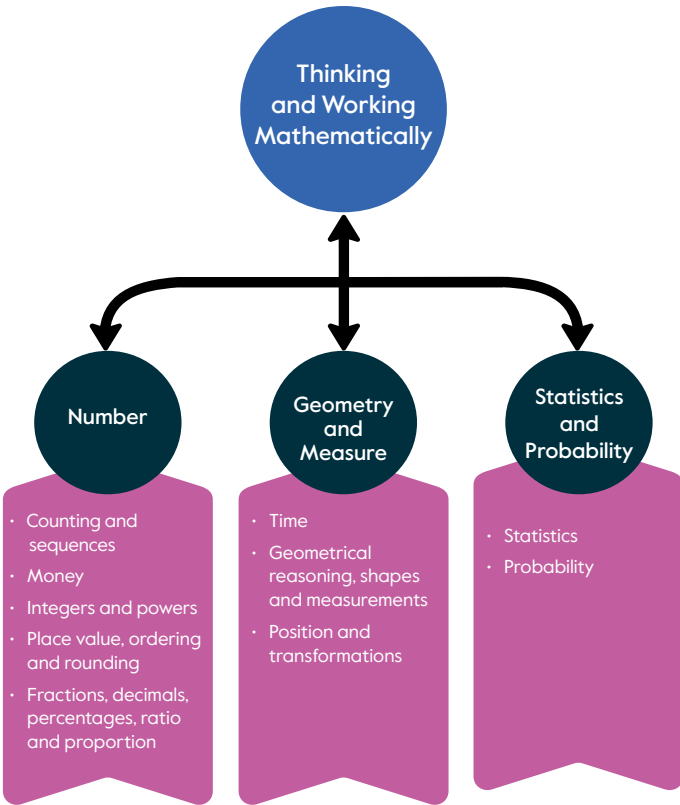 Thinking
and Working
Mathematically
Number
· Counting and
sequences
· Money
· Integers and powers
· Place value, ordering
and rounding
· Fractions, decimals,
percentages, ratio
and proportion
Geometry
and
Measure
· Time
· Geometrical
reasoning, shapes
and measurements
· Position and
transformations
Statistics
and
Probability
· Statistics
· Probability